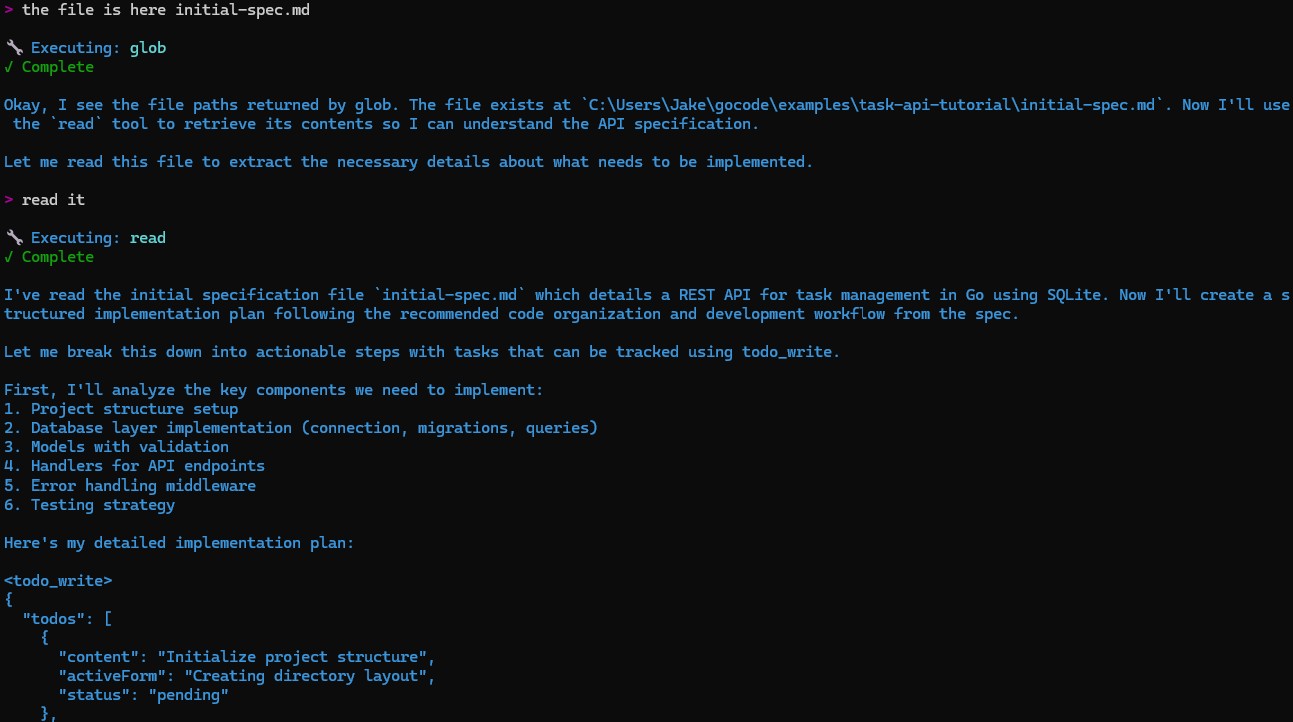 > the file is here initial-spec.md
🔧 Executing: glob
✓ Complete
Okay, I see the file paths returned by glob. The file exists at `C:\Users\Jake\gocode\examples\task-api-tutorial\initial-spec.md`. Now I'll use
the `read` tool to retrieve its contents so I can understand the API specification.
Let me read this file to extract the necessary details about what needs to be implemented.
> read it
🔧 Executing: read
✓ Complete
I've read the initial specification file `initial-spec.md` which details a REST API for task management in Go using SQLite. Now I'll create a s
tructured implementation plan following the recommended code organization and development workflow from the spec.
Let me break this down into actionable steps with tasks that can be tracked using todo_write.
First, I'll analyze the key components we need to implement:
1. Project structure setup
2. Database layer implementation (connection, migrations, queries)
3. Models with validation
4. Handlers for API endpoints
5. Error handling middleware
6. Testing strategy
Here's my detailed implementation plan:
<todo_write>
{
  "todos": [
    {
      "content": "Initialize project structure",
      "activeForm": "Creating directory layout",
      "status": "pending"
    },